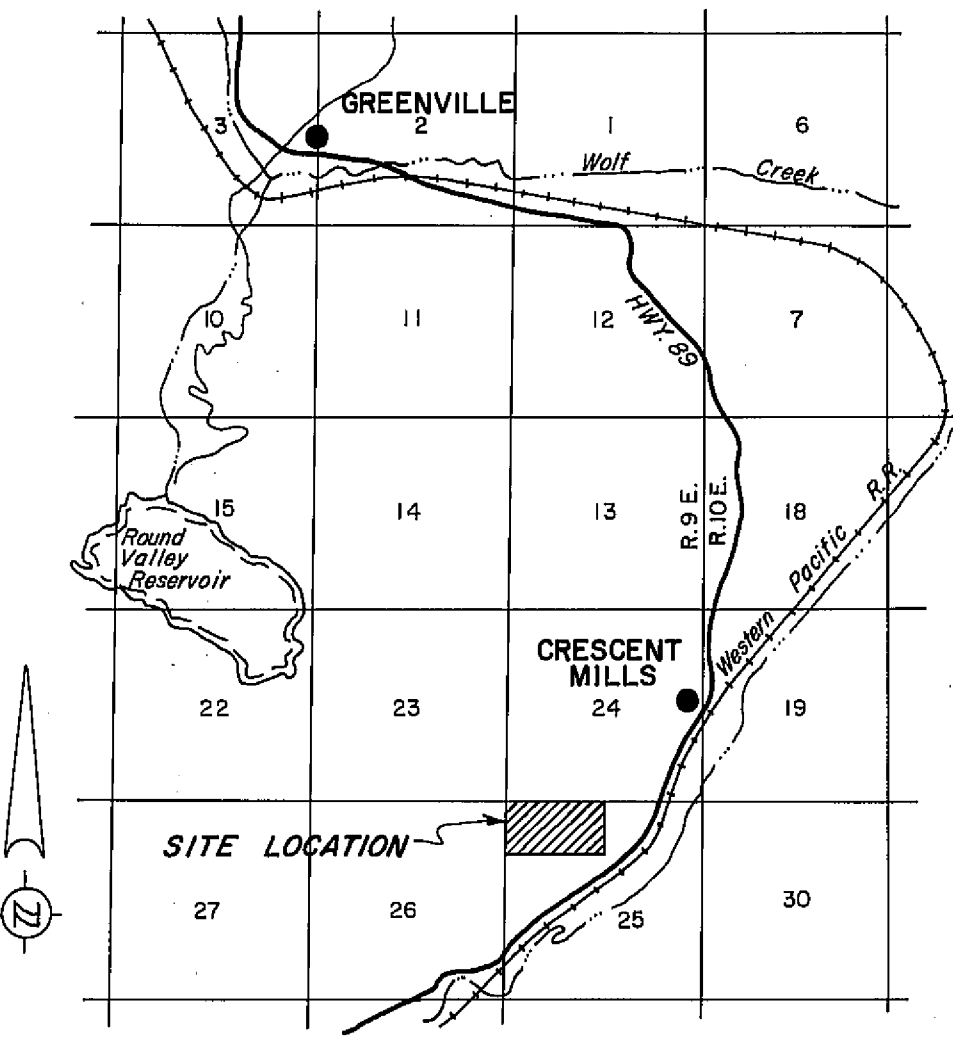 GREENVILLE
3
2
1
6
Wolf Creek
10
11
12
7
HWY. 89
15
14
13
R.9 E.
R.10 E.
18
Round
Valley
Reservoir
Western Pacific R.R.
CRESCENT
MILLS
22
23
24
19
SITE LOCATION
27
26
25
30
N